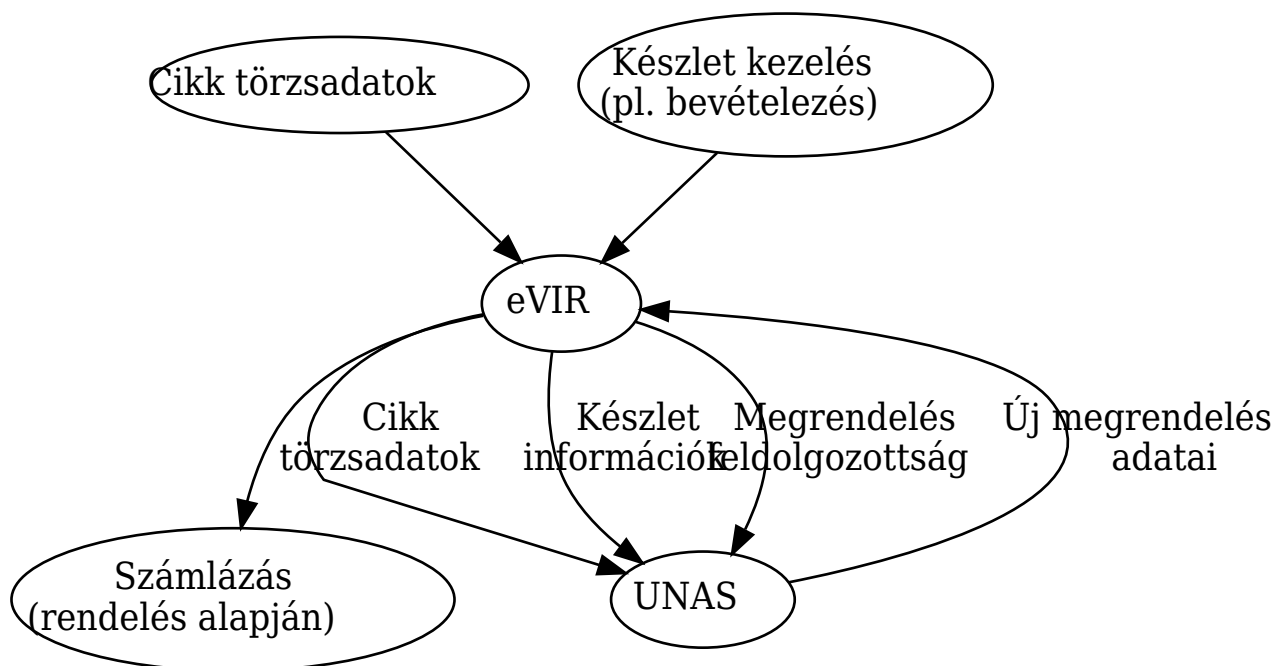 Cikk törzsadatok
Készlet kezelés
(pl. bevételezés)
eVIR
Cikk
törzsadatok
Készlet
információk
Megrendelés
feldolgozottság
Új megrendelés
adatai
Számlázás
(rendelés alapján)
UNAS